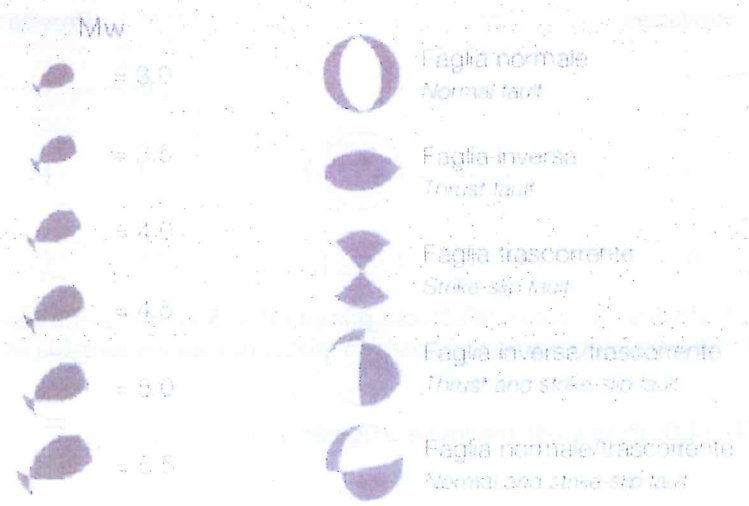 Mw
= 3.0
= 3.5
= 4.0
= 4.5
= 5.0
= 5.5
Faglia normale
Normal fault
Faglia inversa
Thrust fault
Faglia trascorrente
Strike-slip fault
Faglia inversa/trascorrente
Thrust and strike-slip fault
Faglia normale/trascorrente
Normal and strike-slip fault